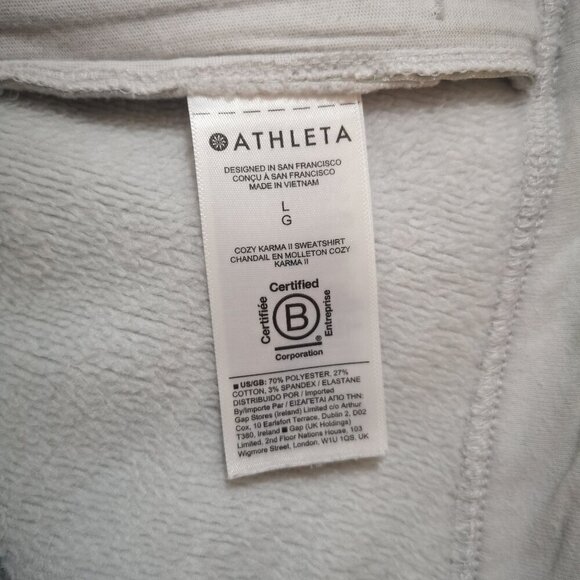 ATHLETA
DESIGNED IN SAN FRANCISCO
CONÇU À SAN FRANCISCO
MADE IN VIETNAM
L
G
COZY KARMA II SWEATSHIRT
CHANDAIL EN MOLLETON COZY
KARMA II
Certified
Certifiée
B
Entreprise
®
Corporation
■ US/GB: 70% POLYESTER, 27%
COTTON, 3% SPANDEX / ELASTANE
DISTRIBUIDO POR / Imported
By/Importe Par / ΕΙΣΑΓΕΤΑΙ ΑΠΟ ΤΗΝ:
Gap Stores (Ireland) Limited c/o Arthur
Cox, 10 Earlsfort Terrace, Dublin 2, D02
T380, Ireland ■ Gap (UK Holdings)
Limited, 2nd Floor Nations House, 103
Wigmore Street, London, W1U 1QS, UK